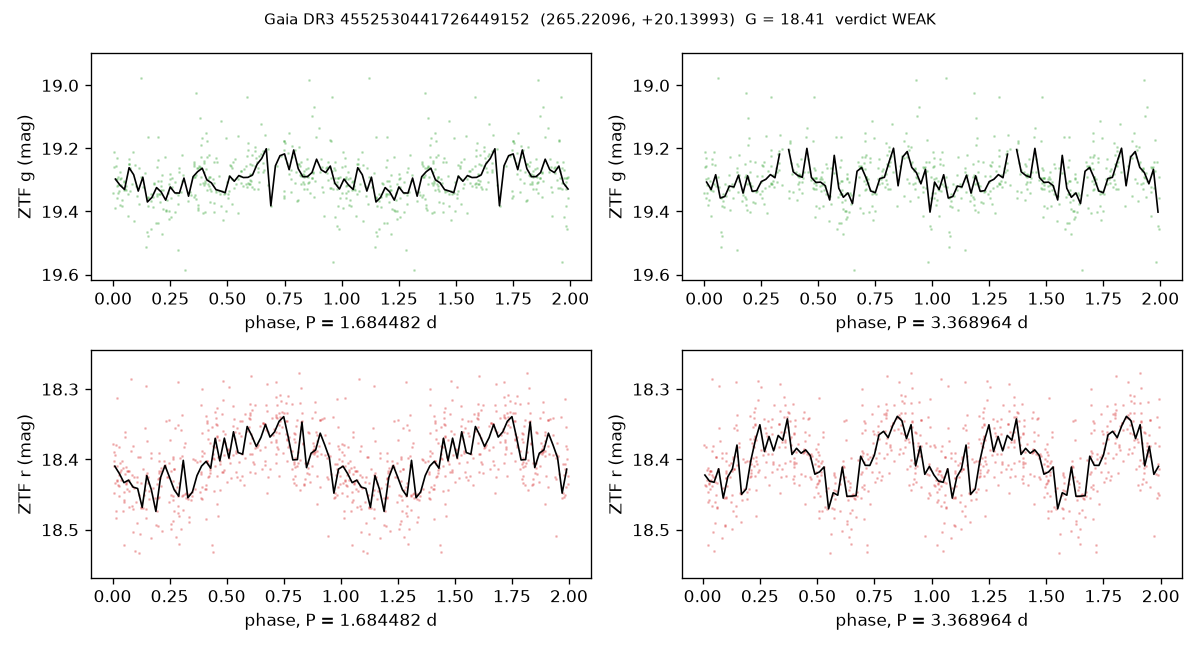 Gaia DR3 4552530441726449152 (265.22096, +20.13993) G = 18.41 verdict WEAK
ZTF g (mag)
19.0
19.2
19.4
19.6
0.00 0.25 0.50 0.75 1.00 1.25 1.50 1.75 2.00
phase, P = 1.684482 d
ZTF g (mag)
19.0
19.2
19.4
19.6
0.00 0.25 0.50 0.75 1.00 1.25 1.50 1.75 2.00
phase, P = 3.368964 d
ZTF r (mag)
18.3
18.4
18.5
0.00 0.25 0.50 0.75 1.00 1.25 1.50 1.75 2.00
phase, P = 1.684482 d
ZTF r (mag)
18.3
18.4
18.5
0.00 0.25 0.50 0.75 1.00 1.25 1.50 1.75 2.00
phase, P = 3.368964 d